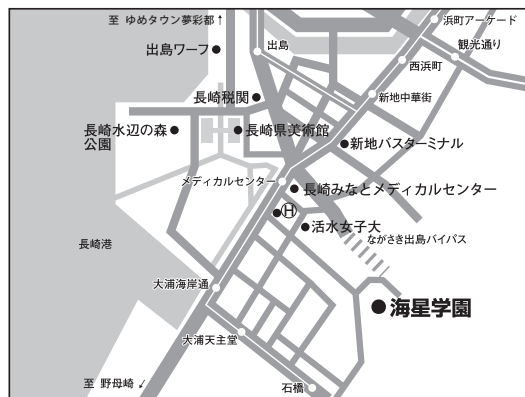 至 ゆめタウン夢彩都↑
浜町アーケード
出島ワーフ
出島
観光通り
西浜町
長崎税関
新地中華街
長崎水辺の森
公園
長崎県美術館
新地バスターミナル
メディカルセンター
長崎みなとメディカルセンター
H
活水女子大
ながさき出島バイパス
長崎港
大浦海岸通
海星学園
大浦天主堂
至 野母崎↙
石橋